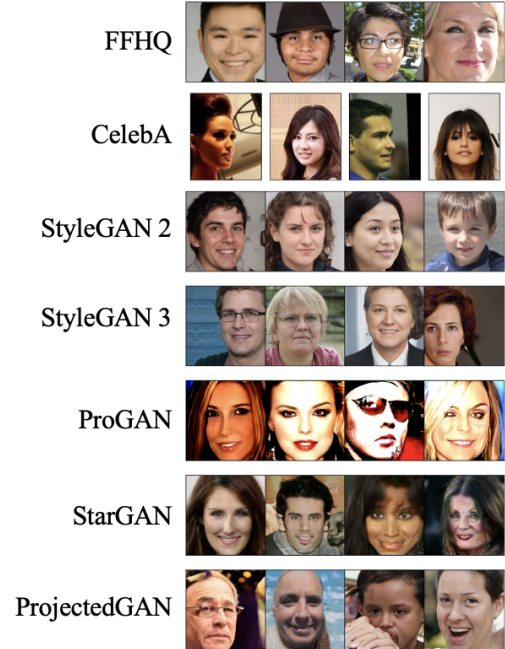 FFHQ
CelebA
StyleGAN 2
StyleGAN 3
ProGAN
StarGAN
ProjectedGAN